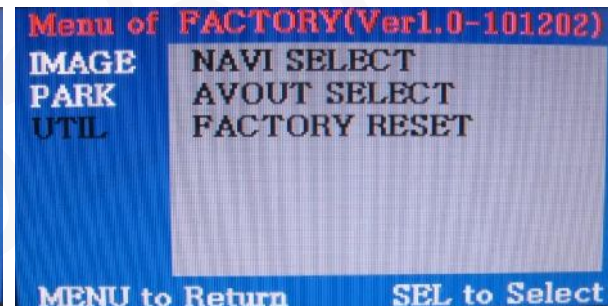 Menu of FACTORY(Ver1.0-101202)
IMAGE NAVI SELECT
PARK AVOUT SELECT
UTIL FACTORY RESET
MENU to Return SEL to Select